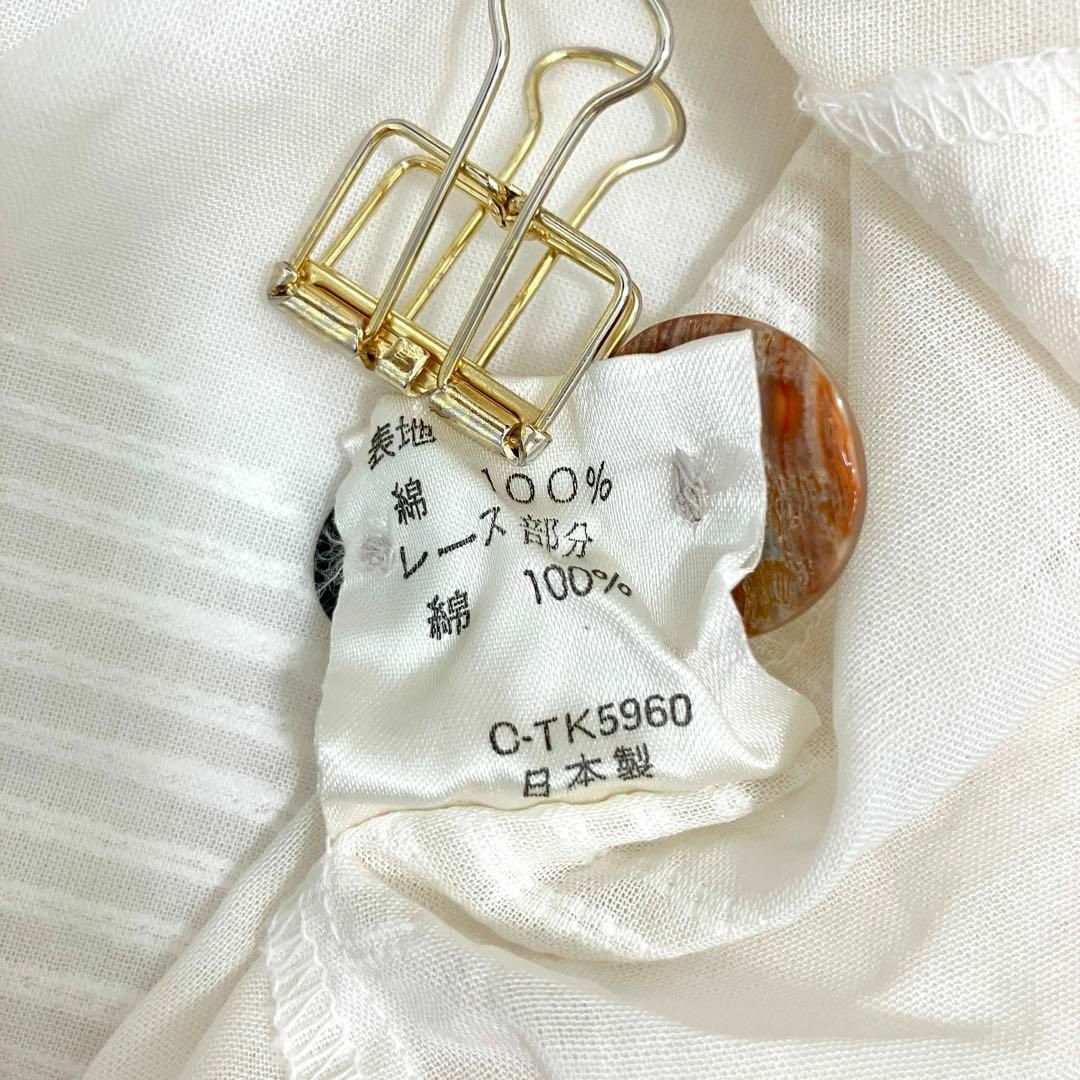 表地
綿 100%
レース部分
綿 100%
C-TK5960
日本製